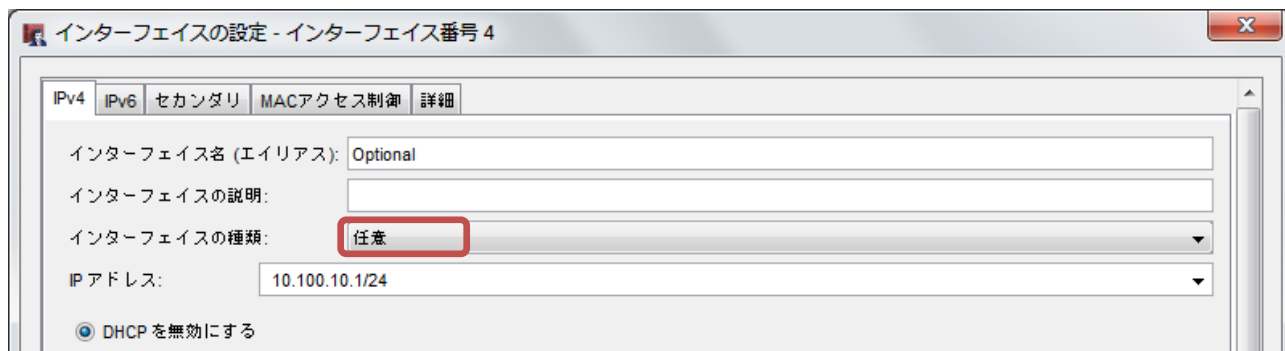 インターフェイスの設定 - インターフェイス番号 4
IPv4 IPv6 セカンダリ MACアクセス制御 詳細
インターフェイス名 (エイリアス): Optional
インターフェイスの説明:
インターフェイスの種類: 任意
IP アドレス: 10.100.10.1/24
DHCP を無効にする